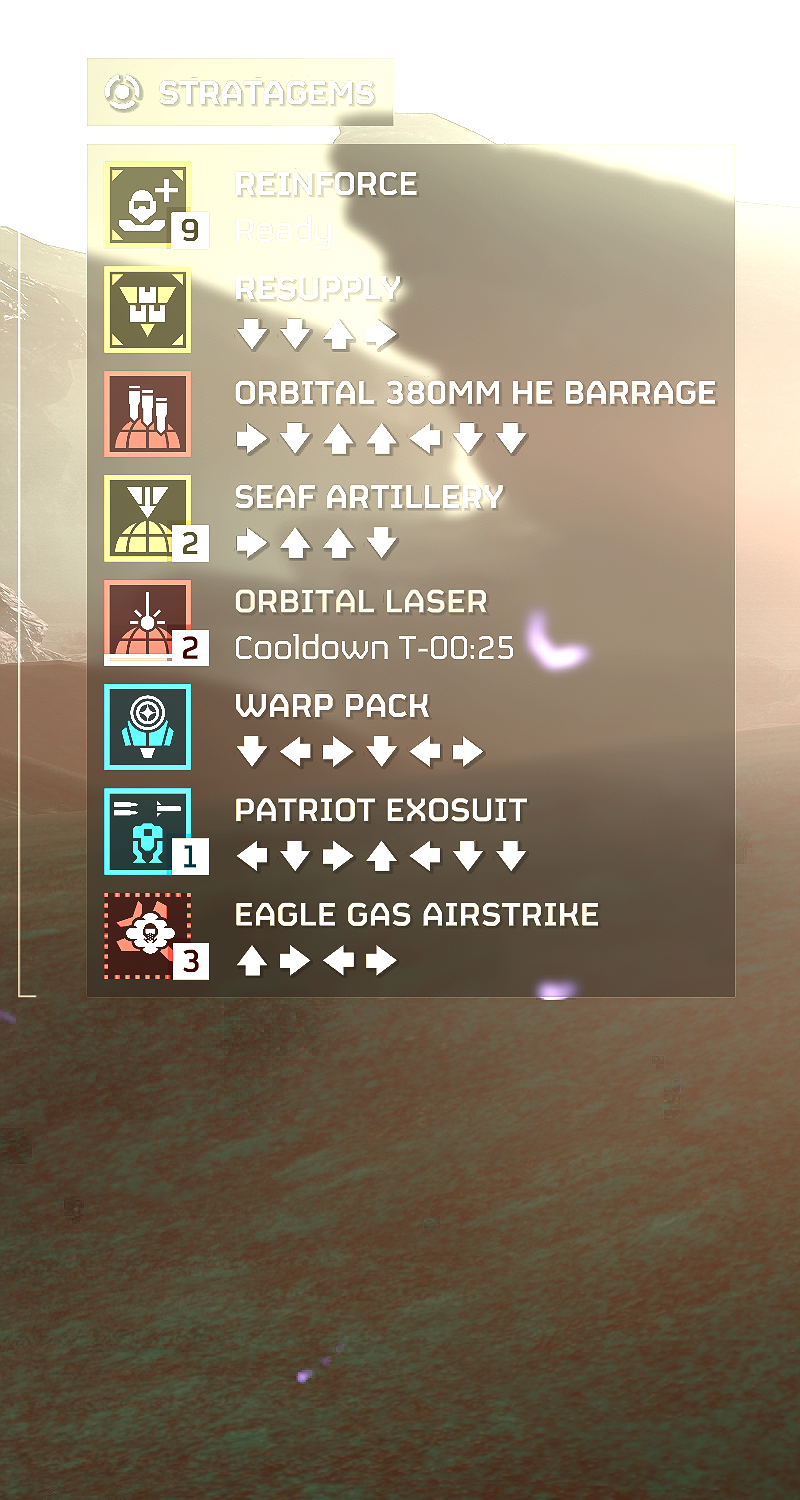 STRATAGEMS
REINFORCE
9
Ready
RESUPPLY
ORBITAL 380MM HE BARRAGE
SEAF ARTILLERY
2
ORBITAL LASER
2
Cooldown T-00:25
WARP PACK
PATRIOT EXOSUIT
1
EAGLE GAS AIRSTRIKE
3